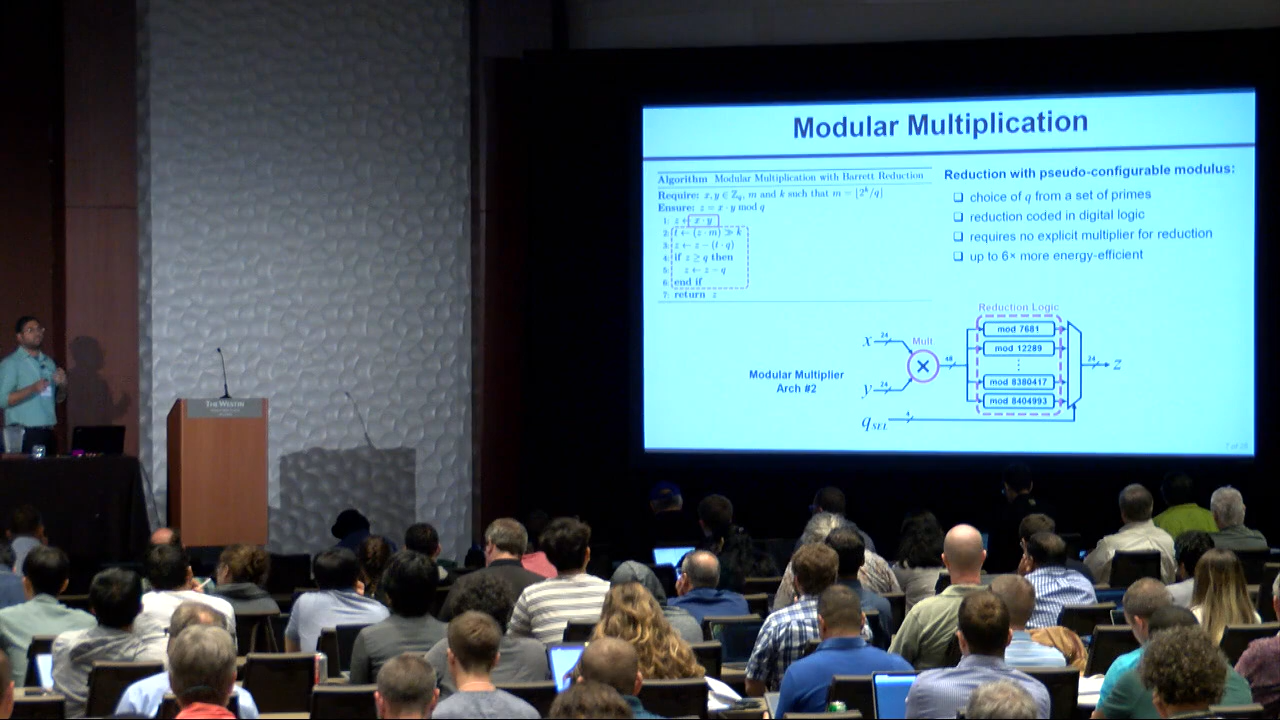 Modular Multiplication
Algorithm Modular Multiplication with Barrett Reduction
Require: x, y ∈ ℤq, m and k such that m = ⌊2^k/q⌋
Ensure: z = x · y mod q
1: z ← x · y
2: t ← (z · m) ≫ k
3: z ← z − (t · q)
4: if z ≥ q then
5: z ← z − q
6: end if
7: return z
Reduction with pseudo-configurable modulus:
❑ choice of q from a set of primes
❑ reduction coded in digital logic
❑ requires no explicit multiplier for reduction
❑ up to 6× more energy-efficient
Modular Multiplier
Arch #2
Reduction Logic
x 24
Mult
y 24
48
mod 7681
mod 12289
⋮
mod 8380417
mod 8404993
24 z
qSEL 4
THE WESTIN